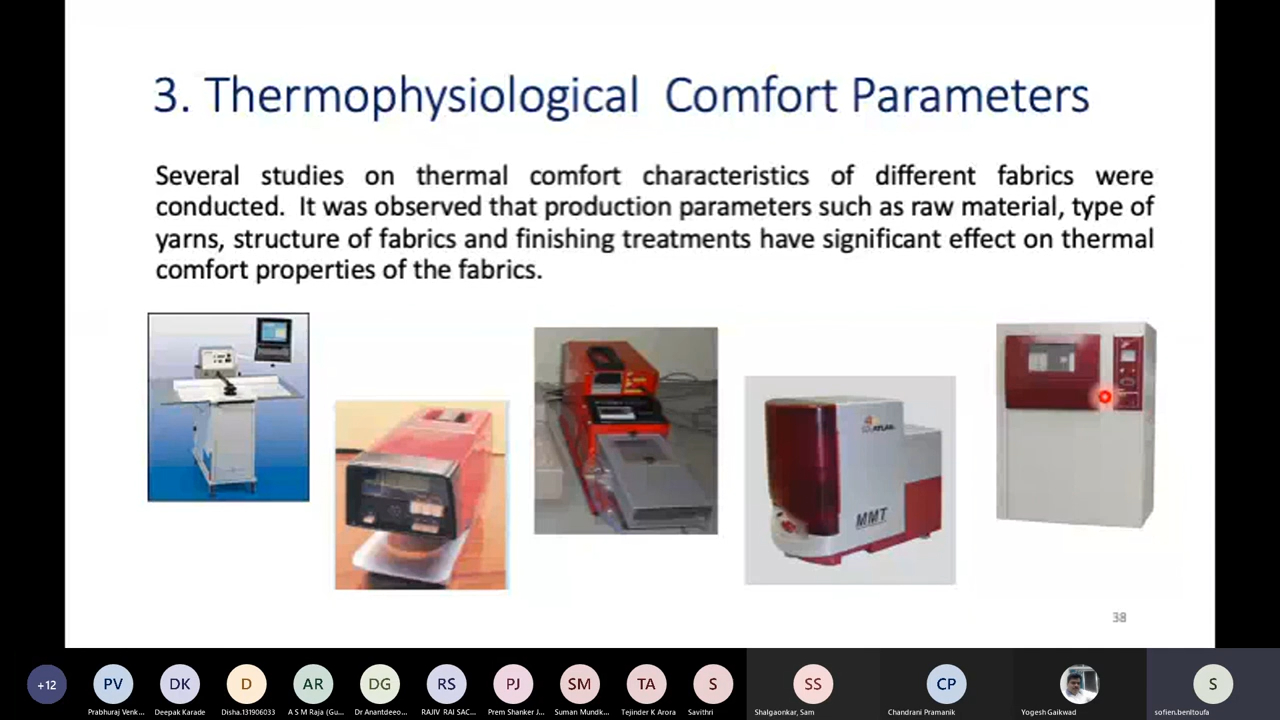 3. Thermophysiological Comfort Parameters
Several studies on thermal comfort characteristics of different fabrics were
conducted. It was observed that production parameters such as raw material, type of
yarns, structure of fabrics and finishing treatments have significant effect on thermal
comfort properties of the fabrics.
ATLAS
MMT
38
+12
PV
DK
D
AR
DG
RS
PJ
SM
TA
S
SS
CP
S
Prabhuraj Venk...
Deepak Karade
Disha.131906033
A S M Raja (Gu...
Dr Anantdeeo...
RAJIV RAI SAC...
Prem Shanker J...
Suman Mundk...
Tejinder K Arora
Savithri
Shalgaonkar, Sam
Chandrani Pramanik
Yogesh Gaikwad
sofien.benltoufa